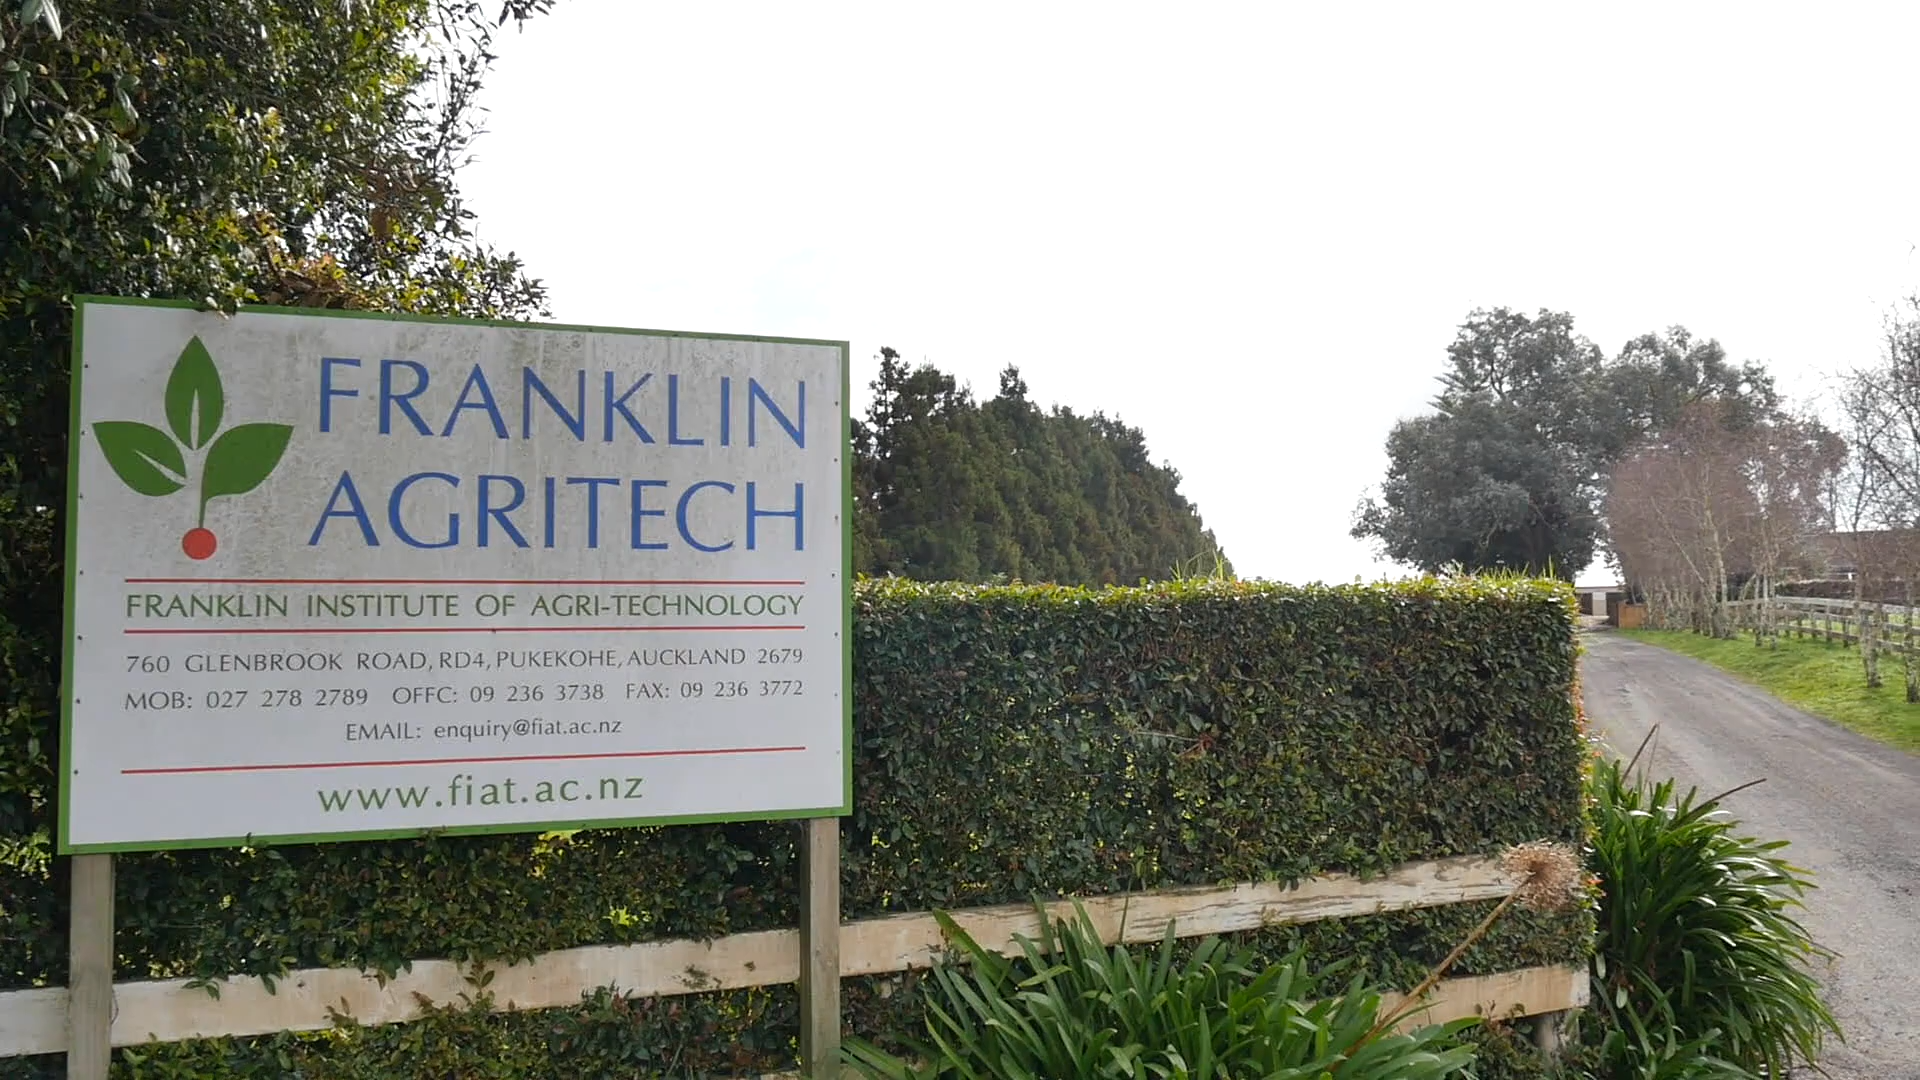 FRANKLIN
AGRITECH
FRANKLIN INSTITUTE OF AGRI-TECHNOLOGY
760 GLENBROOK ROAD, RD4, PUKEKOHE, AUCKLAND 2679
MOB: 027 278 2789 OFFC: 09 236 3738 FAX: 09 236 3772
EMAIL: enquiry@fiat.ac.nz
www.fiat.ac.nz